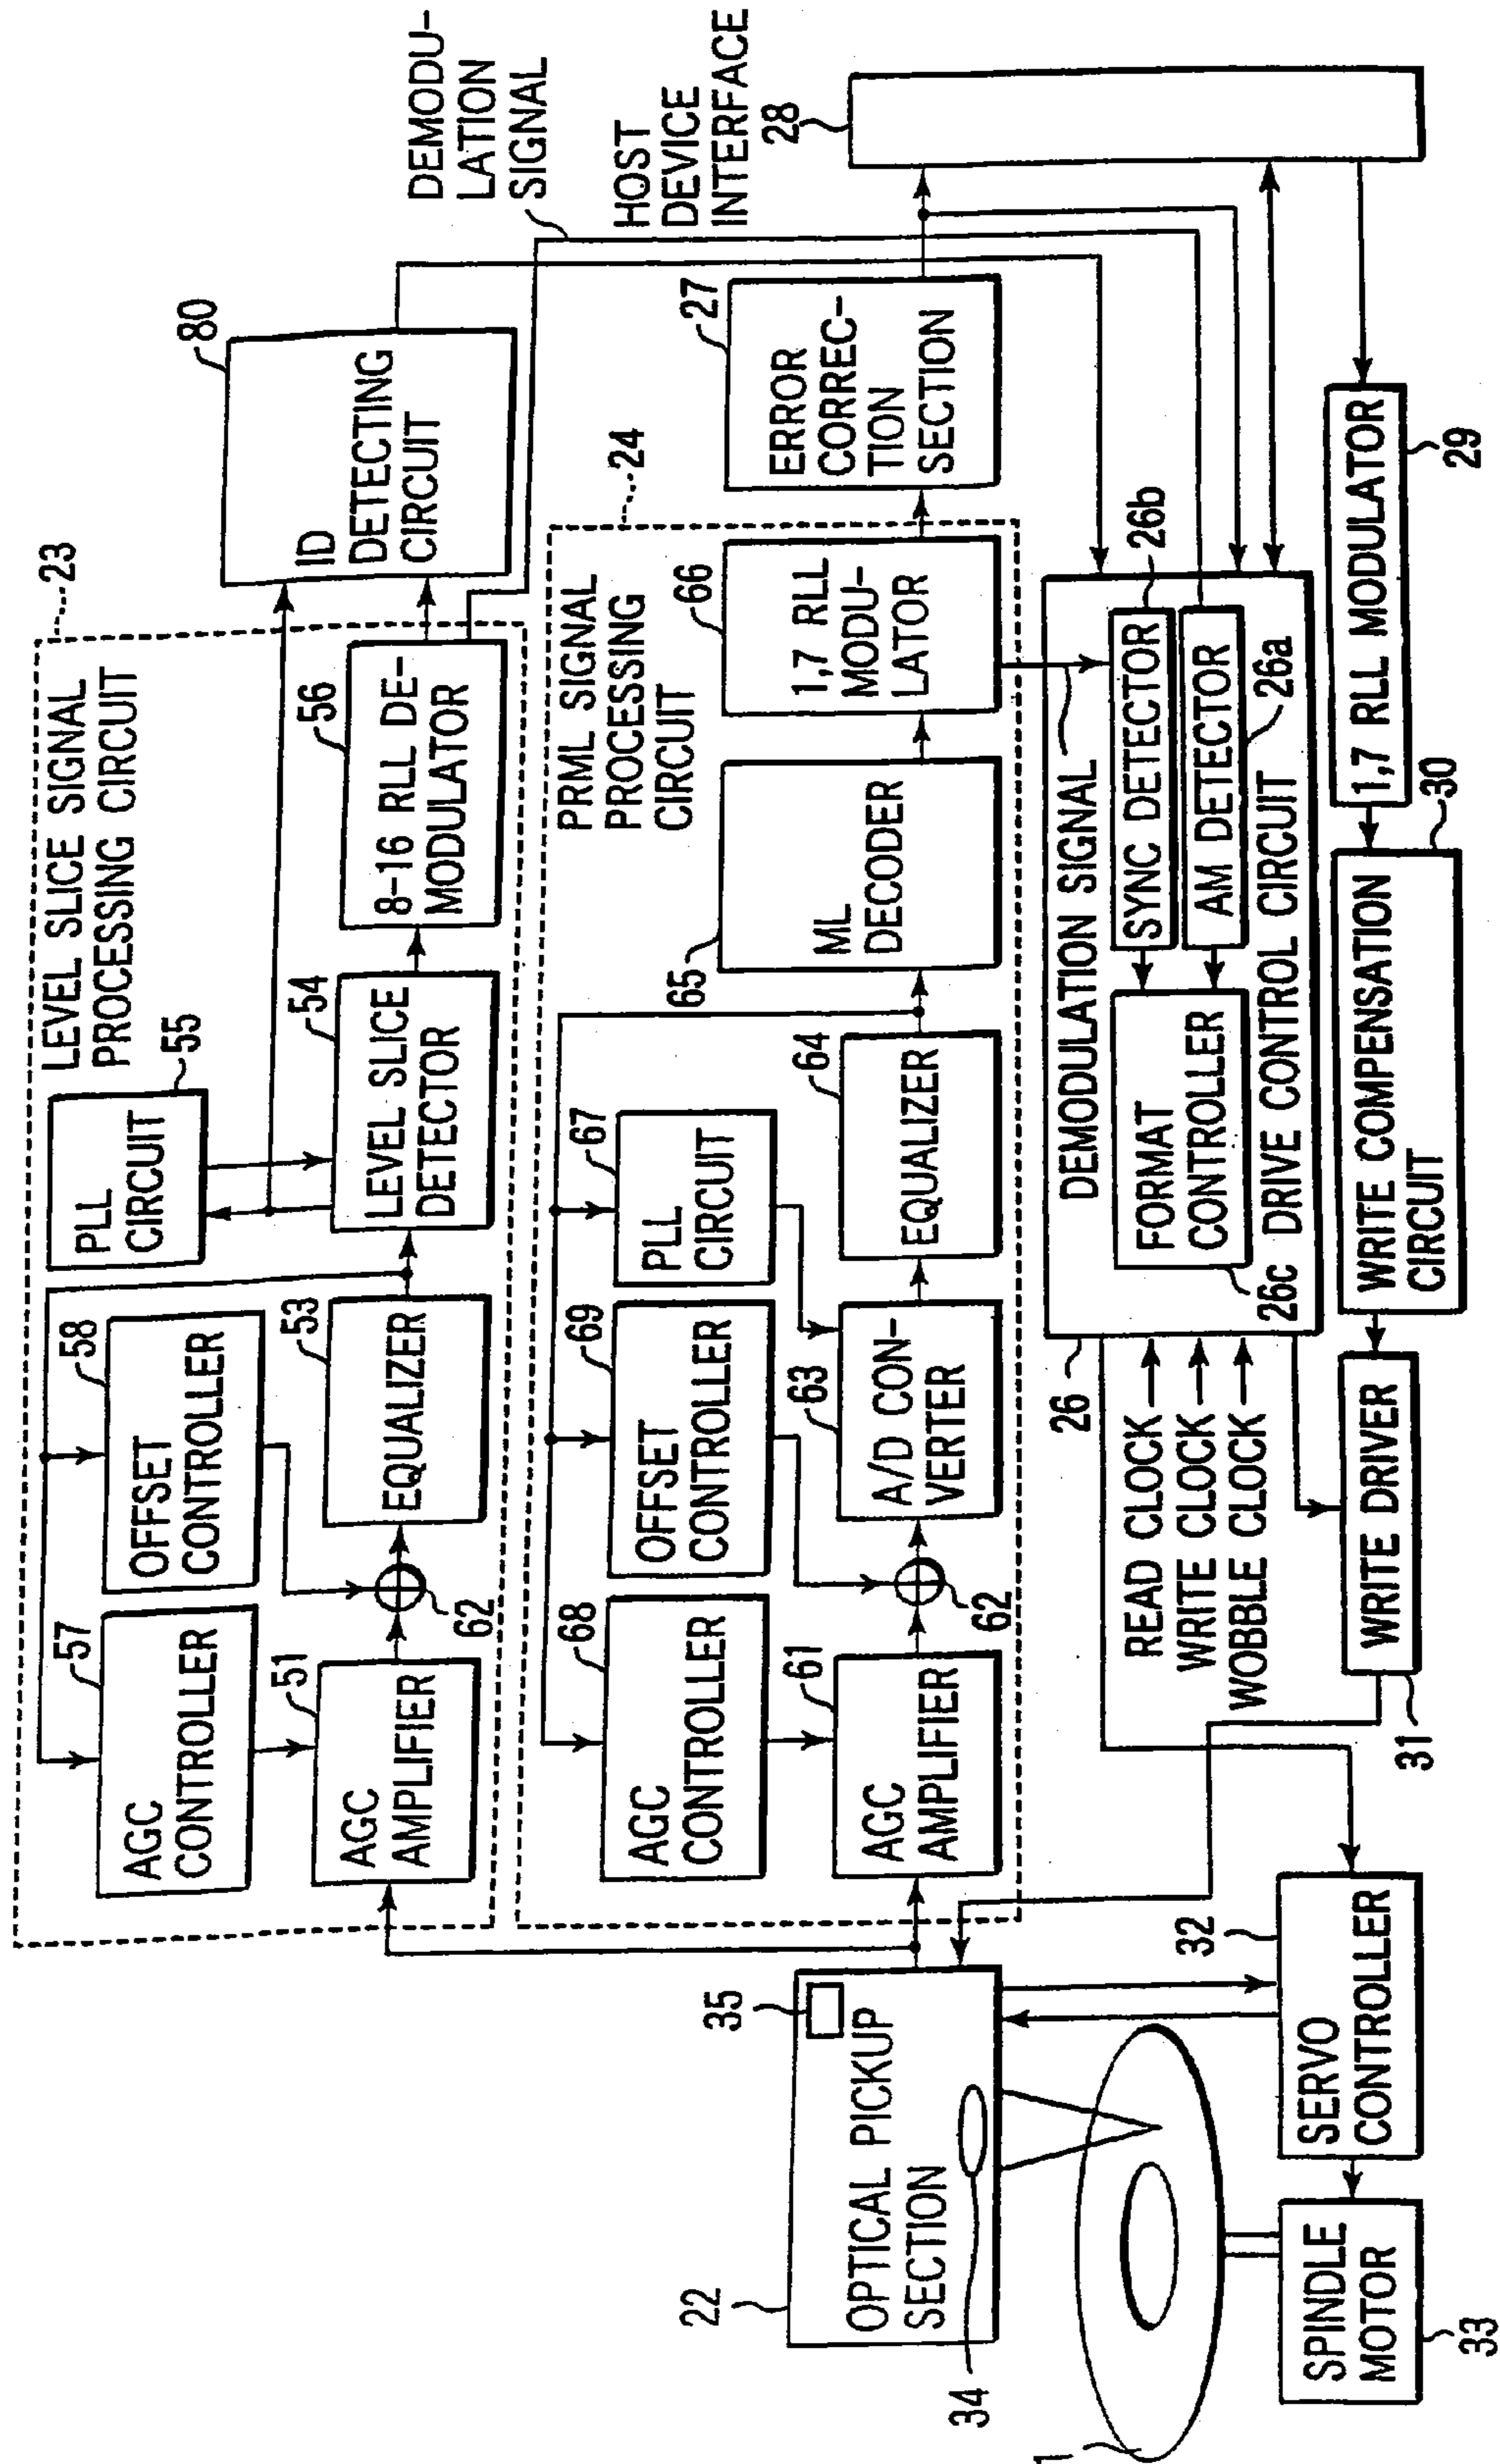 23
LEVEL SLICE SIGNAL
PROCESSING CIRCUIT
57
AGC
CONTROLLER
58
OFFSET
CONTROLLER
55
PLL
CIRCUIT
80
ID
DETECTING
CIRCUIT
DEMODU-
LATION
SIGNAL
51
AGC
AMPLIFIER
62
53
EQUALIZER
54
LEVEL SLICE
DETECTOR
56
8-16 RLL DE-
MODULATOR
24
PRML SIGNAL
PROCESSING
CIRCUIT
68
AGC
CONTROLLER
69
OFFSET
CONTROLLER
67
PLL
CIRCUIT
HOST
DEVICE
INTERFACE
28
61
AGC
AMPLIFIER
62
63
A/D CON-
VERTER
64
EQUALIZER
65
ML
DECODER
66
1,7 RLL
MODU-
LATOR
27
ERROR
CORREC-
TION
SECTION
22
35
OPTICAL PICKUP
SECTION
34
1
26
READ CLOCK
WRITE CLOCK
WOBBLE CLOCK
DEMODULATION SIGNAL
FORMAT
CONTROLLER
26c
SYNC DETECTOR
26b
AM DETECTOR
26a
DRIVE CONTROL CIRCUIT
32
SERVO
CONTROLLER
SPINDLE
MOTOR
33
31
WRITE DRIVER
WRITE COMPENSATION
CIRCUIT
30
1,7 RLL MODULATOR
29